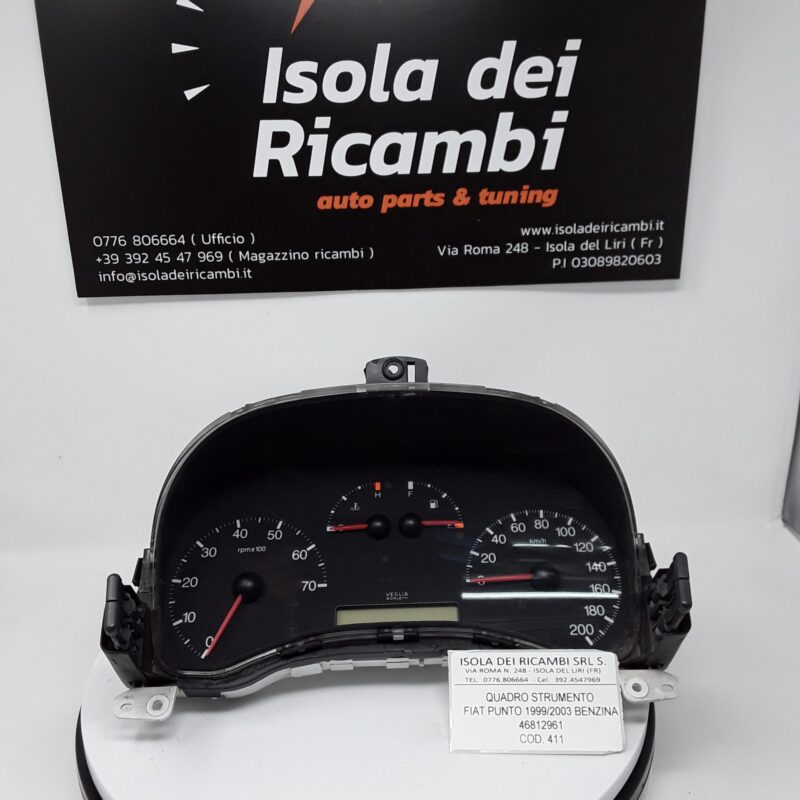 Isola dei
Ricambi
auto parts & tuning
0776 806664 ( Ufficio )
+39 392 45 47 969 ( Magazzino ricambi )
info@isoladeiricambi.it
www.isoladeiricambi.it
Via Roma 248 - Isola del Liri ( Fr )
P.I 03089820603
H F
C E
0 10 20 30 40 50 60 70
rpm x 100
0 20 40 60 80 100 120 140 160 180 200
km/h
VEGLIA
BORLETTI
ISOLA DEI RICAMBI SRL S.
VIA ROMA N. 248 - ISOLA DEL LIRI (FR)
TEL. 0776.806664 - Cel. 392.4547969
QUADRO STRUMENTO
FIAT PUNTO 1999/2003 BENZINA
46812961
COD. 411